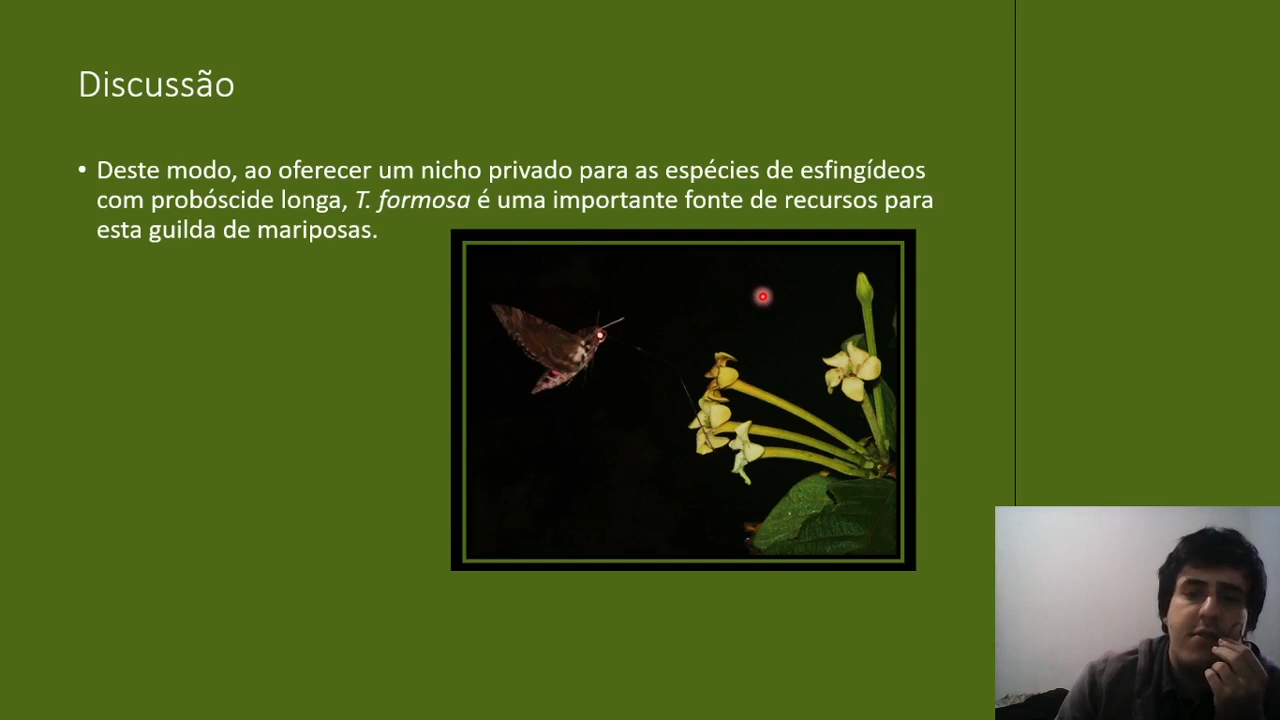 Discussão
• Deste modo, ao oferecer um nicho privado para as espécies de esfingídeos
com probóscide longa, T. formosa é uma importante fonte de recursos para
esta guilda de mariposas.